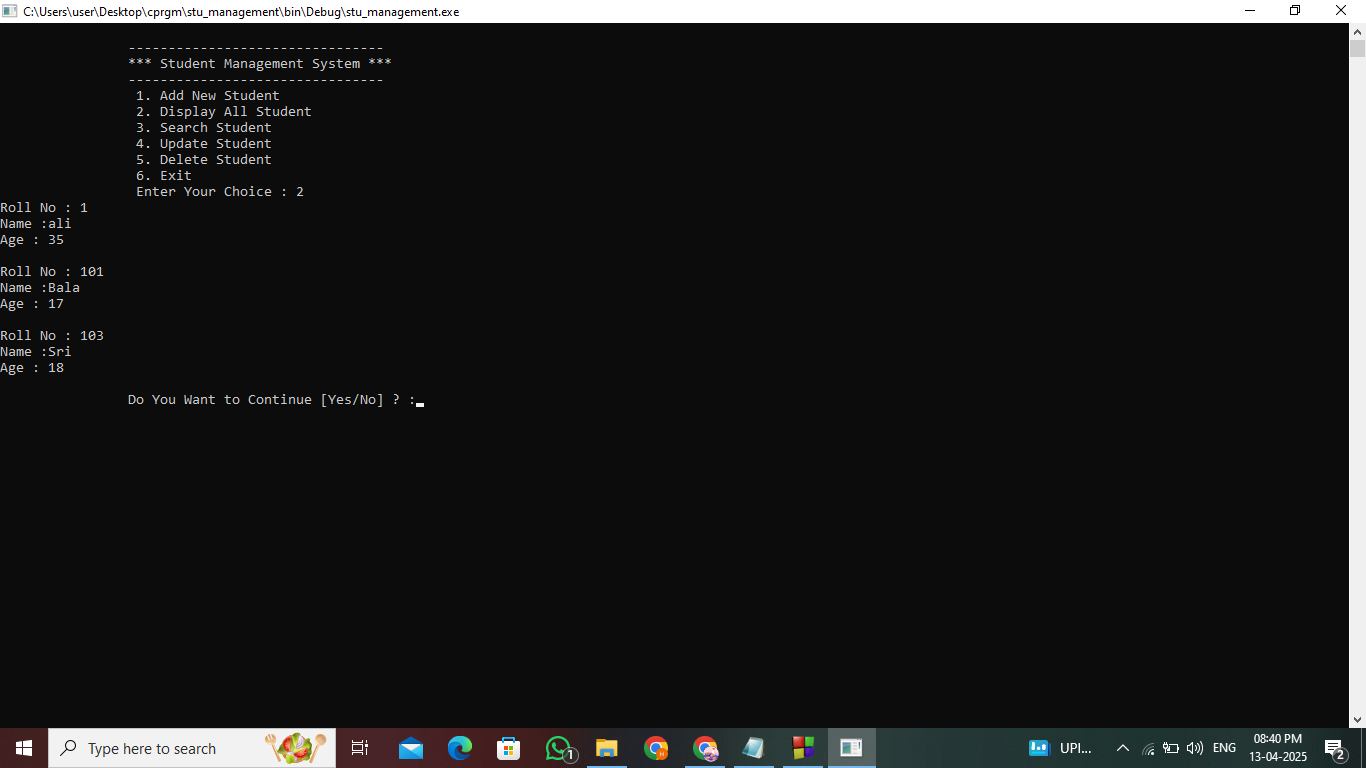 C:\Users\user\Desktop\cprgm\stu_management\bin\Debug\stu_management.exe
--------------------------------
*** Student Management System ***
--------------------------------
1. Add New Student
2. Display All Student
3. Search Student
4. Update Student
5. Delete Student
6. Exit
Enter Your Choice : 2
Roll No : 1
Name :ali
Age : 35
Roll No : 101
Name :Bala
Age : 17
Roll No : 103
Name :Sri
Age : 18
Do You Want to Continue [Yes/No] ? :
Type here to search
1
H
UPI...
ENG
08:40 PM
13-04-2025
2